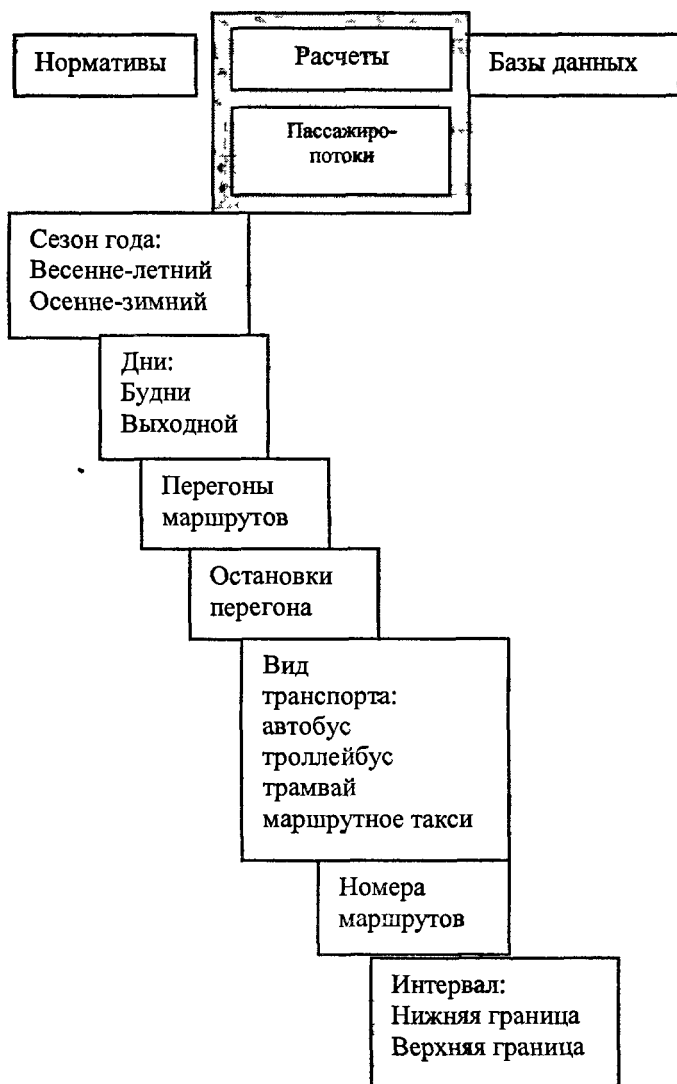 Нормативы
Расчеты
Базы данных
Пассажиро-
потоки
Сезон года:
Весенне-летний
Осенне-зимний
Дни:
Будни
Выходной
Перегоны
маршрутов
Остановки
перегона
Вид
транспорта:
автобус
троллейбус
трамвай
маршрутное такси
Номера
маршрутов
Интервал:
Нижняя граница
Верхняя граница